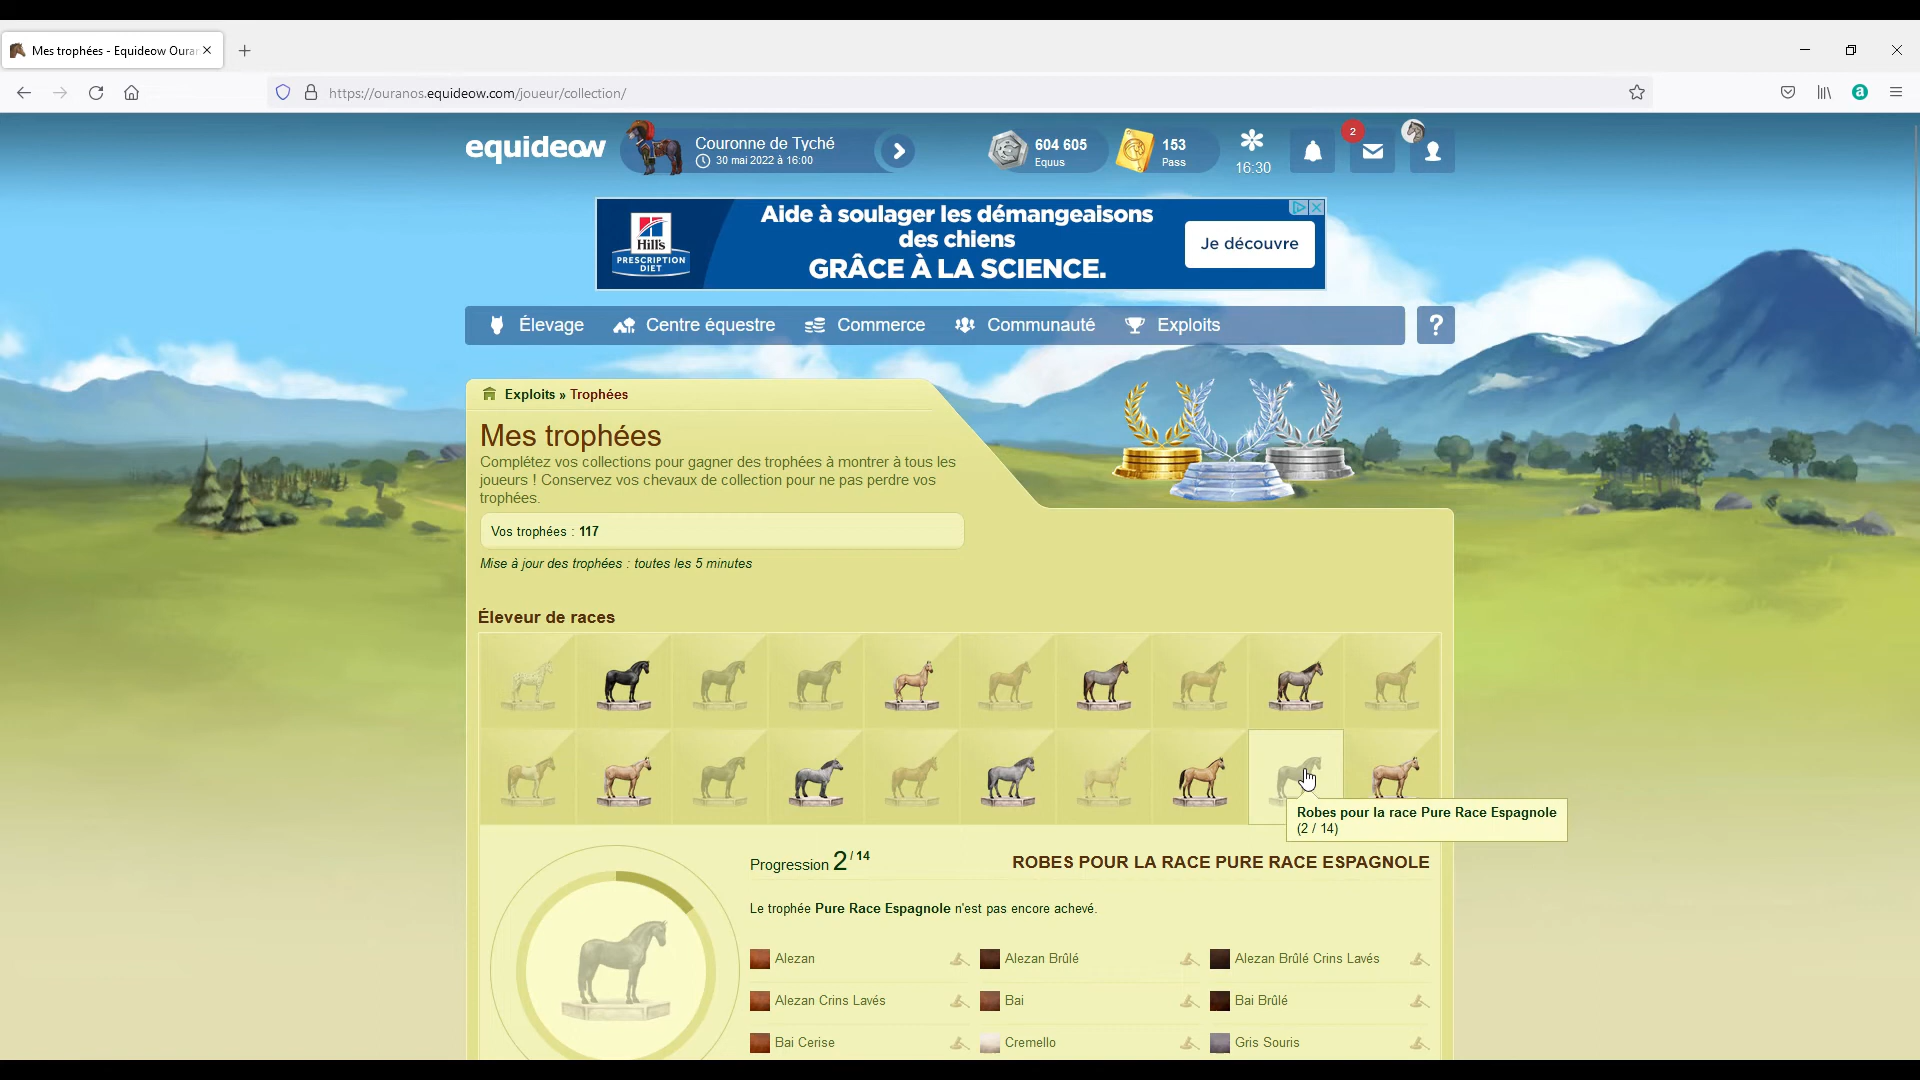 Mes trophées - Equideow Oura
https://ouranos.equideow.com/joueur/collection/
equideow
Couronne de Tyché
30 mai 2022 à 16:00
604 605
Equus
153
Pass
16:30
2
Hill's
PRESCRIPTION
DIET
Aide à soulager les démangeaisons
des chiens
GRÂCE À LA SCIENCE.
Je découvre
Élevage
Centre équestre
Commerce
Communauté
Exploits
?
Exploits » Trophées
Mes trophées
Complétez vos collections pour gagner des trophées à montrer à tous les
joueurs ! Conservez vos chevaux de collection pour ne pas perdre vos
trophées.
Vos trophées : 117
Mise à jour des trophées : toutes les 5 minutes
Éleveur de races
Robes pour la race Pure Race Espagnole
(2 / 14)
Progression 2 / 14
ROBES POUR LA RACE PURE RACE ESPAGNOLE
Le trophée Pure Race Espagnole n'est pas encore achevé.
Alezan
Alezan Brûlé
Alezan Brûlé Crins Lavés
Alezan Crins Lavés
Bai
Bai Brûlé
Bai Cerise
Cremello
Gris Souris